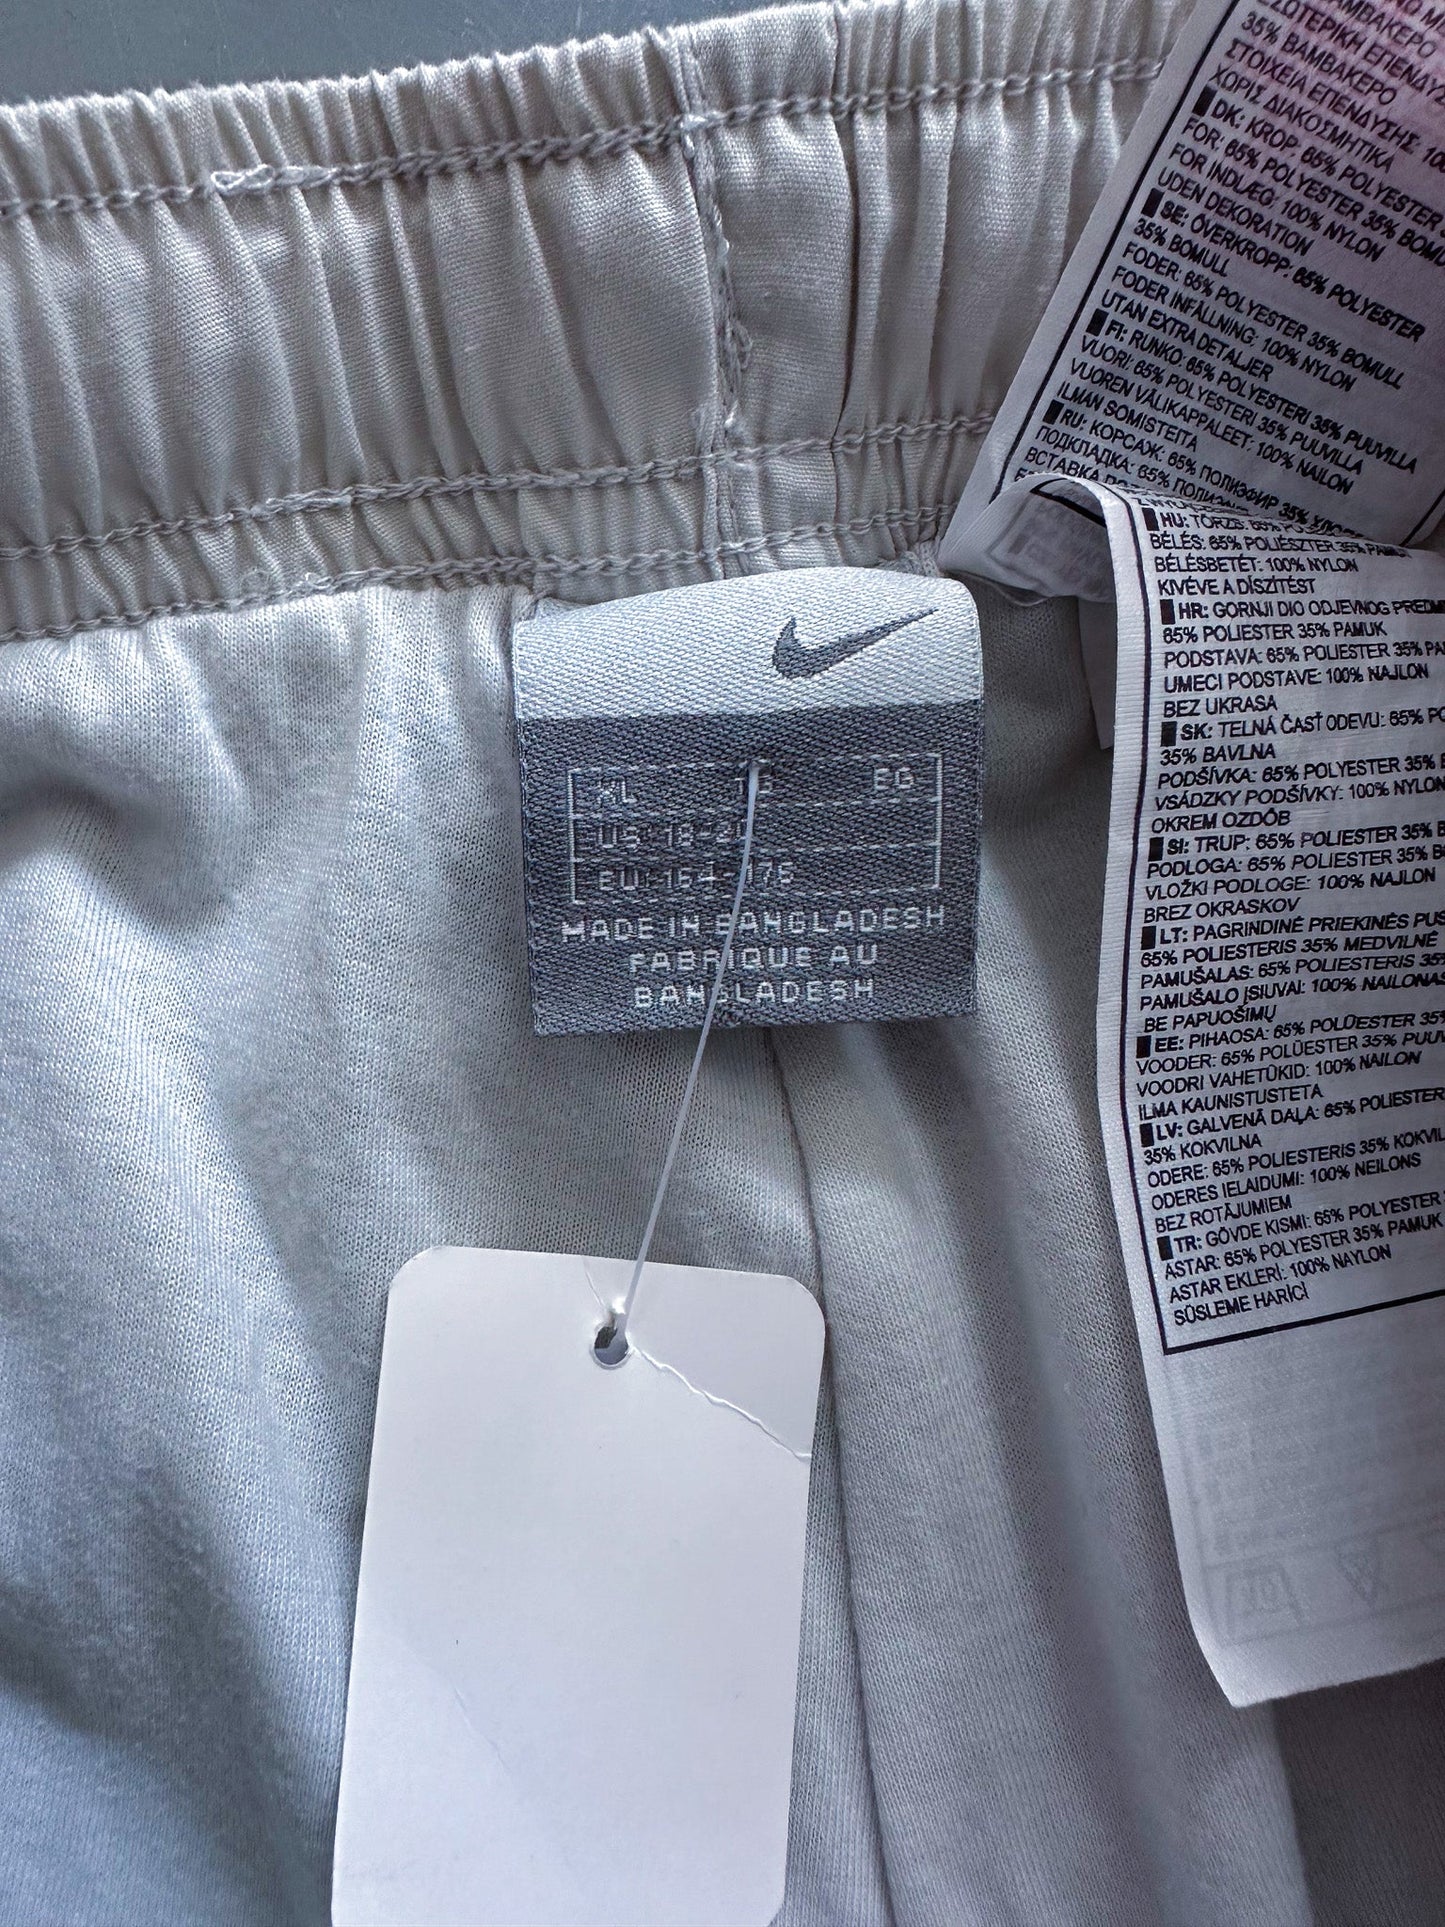 XL
EG
US: 18-20
MADE IN BANGLADESH
FABRIQUE AU
BANGLADESH
35% ΒΑΜΒΑΚΕΡΟ
ΣΤΟΙΧΕΙΑ ΕΠΕΝΔΥΣΗΣ:
ΧΩΡΙΣ ΔΙΑΚΟΣΜΗΤΙΚΑ
DK: KROP: 65% POLYESTER
FOR: 65% POLYESTER 35%
FOR INDLÆG: 100% NYLON
UDEN DEKORATION
SE: ÖVERKROPP: 65% POLYESTER
35% BOMULL
FODER: 65% POLYESTER 35% BOMULL
FODER INFÄLLNING: 100% NYLON
UTAN EXTRA DETALJER
FI: RUNKO: 65% POLYESTERI 35% PUUVILLA
VUORI: 65% POLYESTERI 35% PUUVILLA
VUOREN VÄLIKAPPALEET: 100% NAILON
ILMAN SOMISTEITA
RU: КОРСАЖ: 65% ПОЛИЭФИР 35%
ПОДКЛАДКА: 65%
ВСТАВКА
HU: TÖRZS: 65%
BÉLÉS: 65% POLIÉSZTER 35% PAMUT
BÉLÉSBETÉT: 100% NYLON
KIVÉVE A DÍSZÍTÉST
HR: GORNJI DIO ODJEVNOG
65% POLIESTER 35% PAMUK
PODSTAVA: 65% POLIESTER 35%
UMECI PODSTAVE: 100% NAJLON
BEZ UKRASA
SK: TELNÁ ČASŤ ODEVU: 65%
35% BAVLNA
PODŠÍVKA: 65% POLYESTER 35%
VSÁDZKY PODŠÍVKY: 100% NYLON
OKREM OZDÔB
SI: TRUP: 65% POLIESTER 35%
PODLOGA: 65% POLIESTER 35%
VLOŽKI PODLOGE: 100% NAJLON
BREZ OKRASKOV
LT: PAGRINDINĖ PRIEKINĖS
65% POLIESTERIS 35% MEDVILNĖ
PAMUŠALAS: 65% POLIESTERIS 35%
PAMUŠALO ĮSIUVAI: 100% NAILONAS
BE PAPUOŠIMŲ
EE: PIHAOSA: 65% POLÜESTER 35%
VOODER: 65% POLÜESTER 35%
VOODRI VAHETÜKID: 100% NAILON
ILMA KAUNISTUSTETA
LV: GALVENĀ DAĻA: 65% POLIESTERIS
35% KOKVILNA
ODERE: 65% POLIESTERIS 35%
ODERES IELAIDUMI: 100% NEILONS
BEZ ROTĀJUMIEM
TR: GÖVDE KISMI: 65% POLYESTER
ASTAR: 65% POLYESTER 35% PAMUK
ASTAR EKLERİ: 100% NAYLON
SÜSLEME HARİCİ